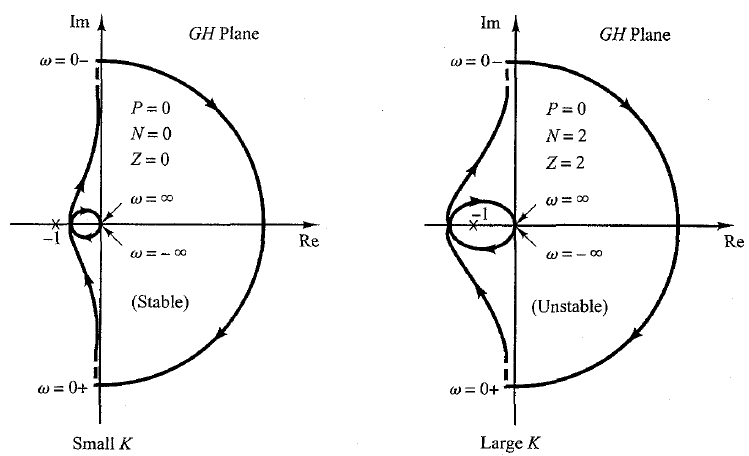 Im
GH Plane
ω = 0−
P = 0
N = 0
Z = 0
ω = ∞
−1
Re
ω = − ∞
(Stable)
ω = 0+
Small K
Im
GH Plane
ω = 0−
P = 0
N = 2
Z = 2
ω = ∞
−1
Re
ω = − ∞
(Unstable)
ω = 0+
Large K